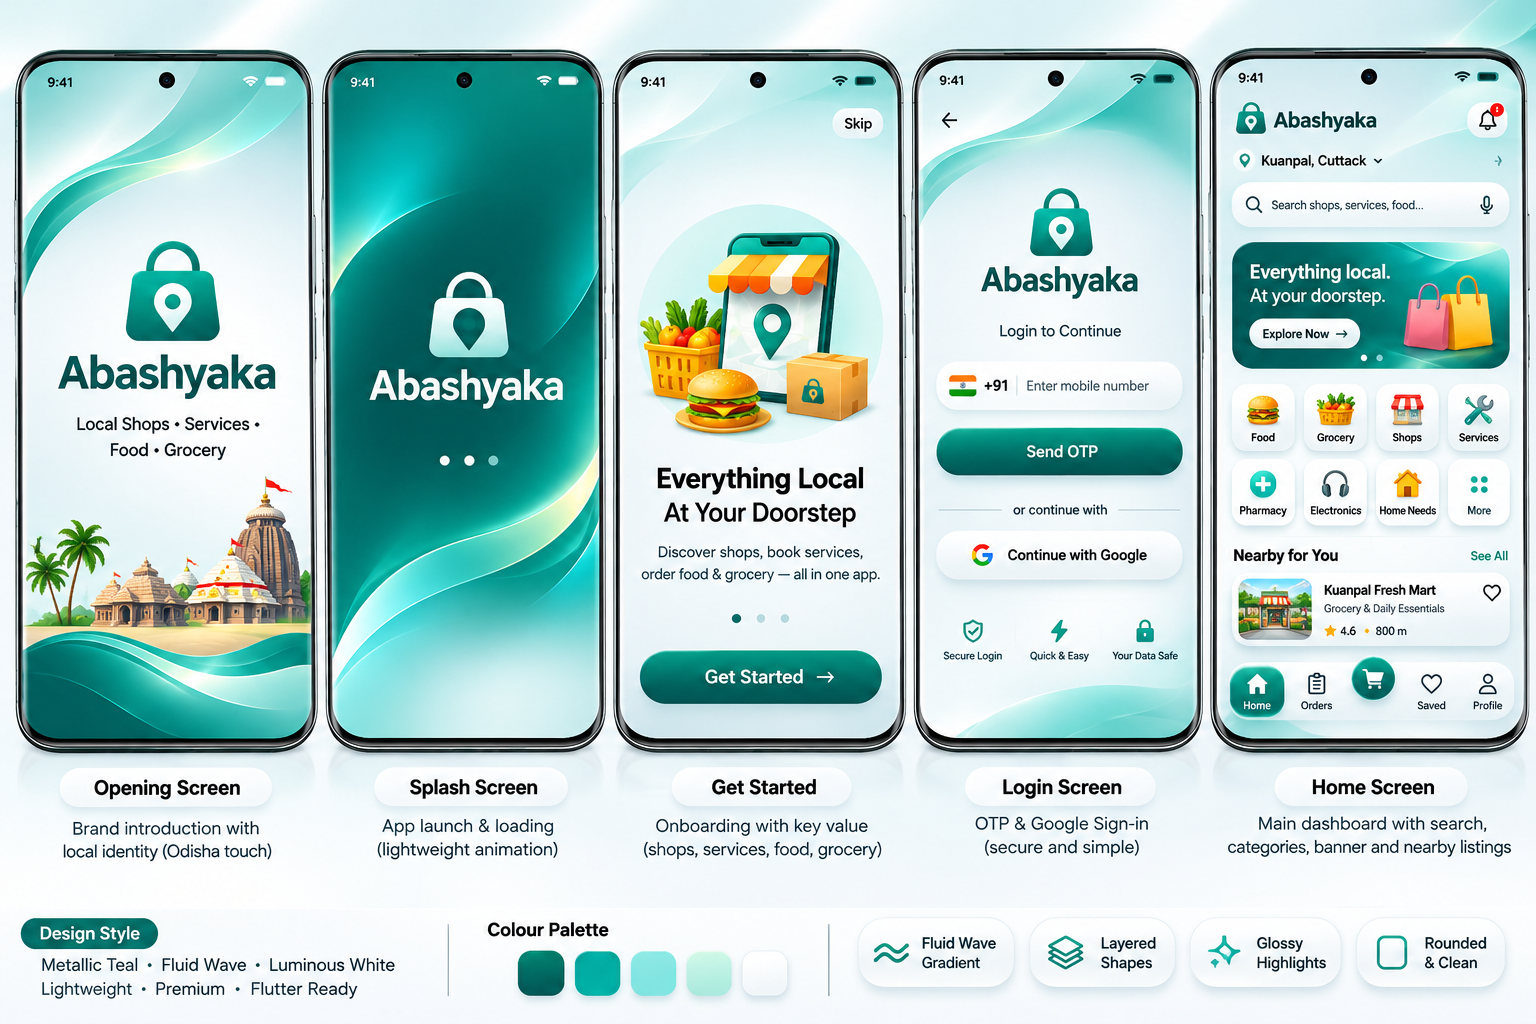 9:41
Abashyaka
Local Shops • Services •
Food • Grocery
9:41
Abashyaka
9:41
Skip
Everything Local
At Your Doorstep
Discover shops, book services,
order food & grocery — all in one app.
Get Started →
9:41
←
Abashyaka
Login to Continue
+91 Enter mobile number
Send OTP
or continue with
G Continue with Google
Secure Login
Quick & Easy
Your Data Safe
9:41
Abashyaka
!
Kuanpal, Cuttack
Search shops, services, food...
Everything local.
At your doorstep.
Explore Now →
Food
Grocery
Shops
Services
Pharmacy
Electronics
Home Needs
More
Nearby for You
See All
Kuanpal Fresh Mart
Grocery & Daily Essentials
4.6 • 800 m
Home
Orders
Saved
Profile
Opening Screen
Brand introduction with
local identity (Odisha touch)
Splash Screen
App launch & loading
(lightweight animation)
Get Started
Onboarding with key value
(shops, services, food, grocery)
Login Screen
OTP & Google Sign-in
(secure and simple)
Home Screen
Main dashboard with search,
categories, banner and nearby listings
Design Style
Metallic Teal • Fluid Wave • Luminous White
Lightweight • Premium • Flutter Ready
Colour Palette
Fluid Wave
Gradient
Layered
Shapes
Glossy
Highlights
Rounded
& Clean